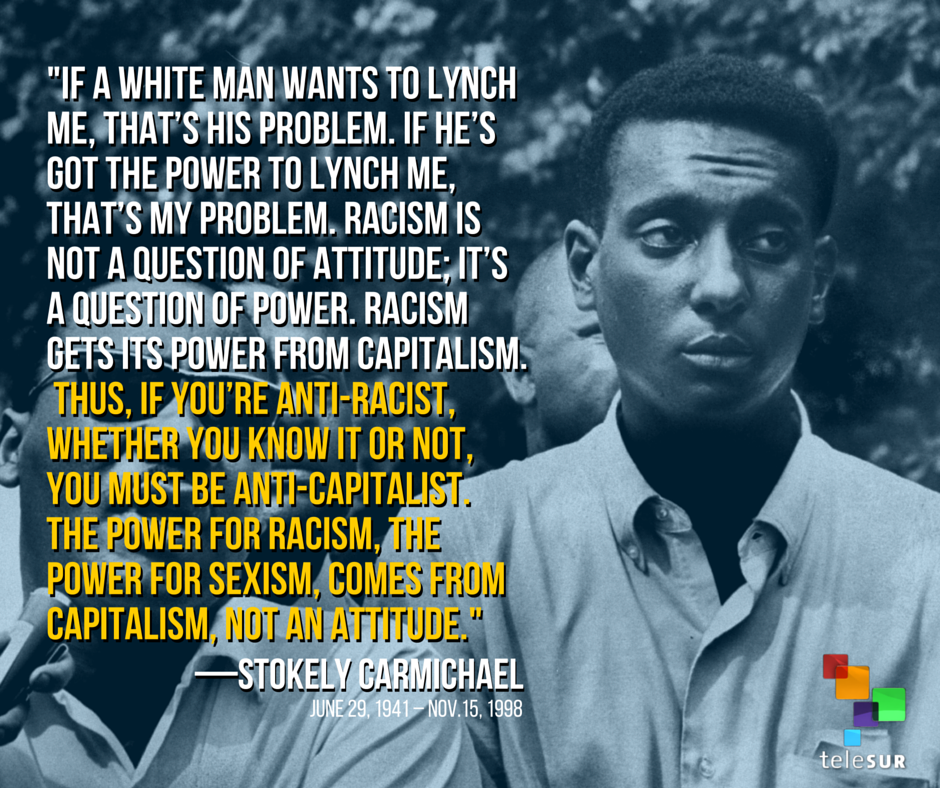 "IF A WHITE MAN WANTS TO LYNCH
ME, THAT'S HIS PROBLEM. IF HE'S
GOT THE POWER TO LYNCH ME,
THAT'S MY PROBLEM. RACISM IS
NOT A QUESTION OF ATTITUDE; IT'S
A QUESTION OF POWER. RACISM
GETS ITS POWER FROM CAPITALISM.
THUS, IF YOU'RE ANTI-RACIST,
WHETHER YOU KNOW IT OR NOT,
YOU MUST BE ANTI-CAPITALIST.
THE POWER FOR RACISM, THE
POWER FOR SEXISM, COMES FROM
CAPITALISM, NOT AN ATTITUDE."
—STOKELY CARMICHAEL
JUNE 29, 1941 – NOV.15, 1998
teleSUR